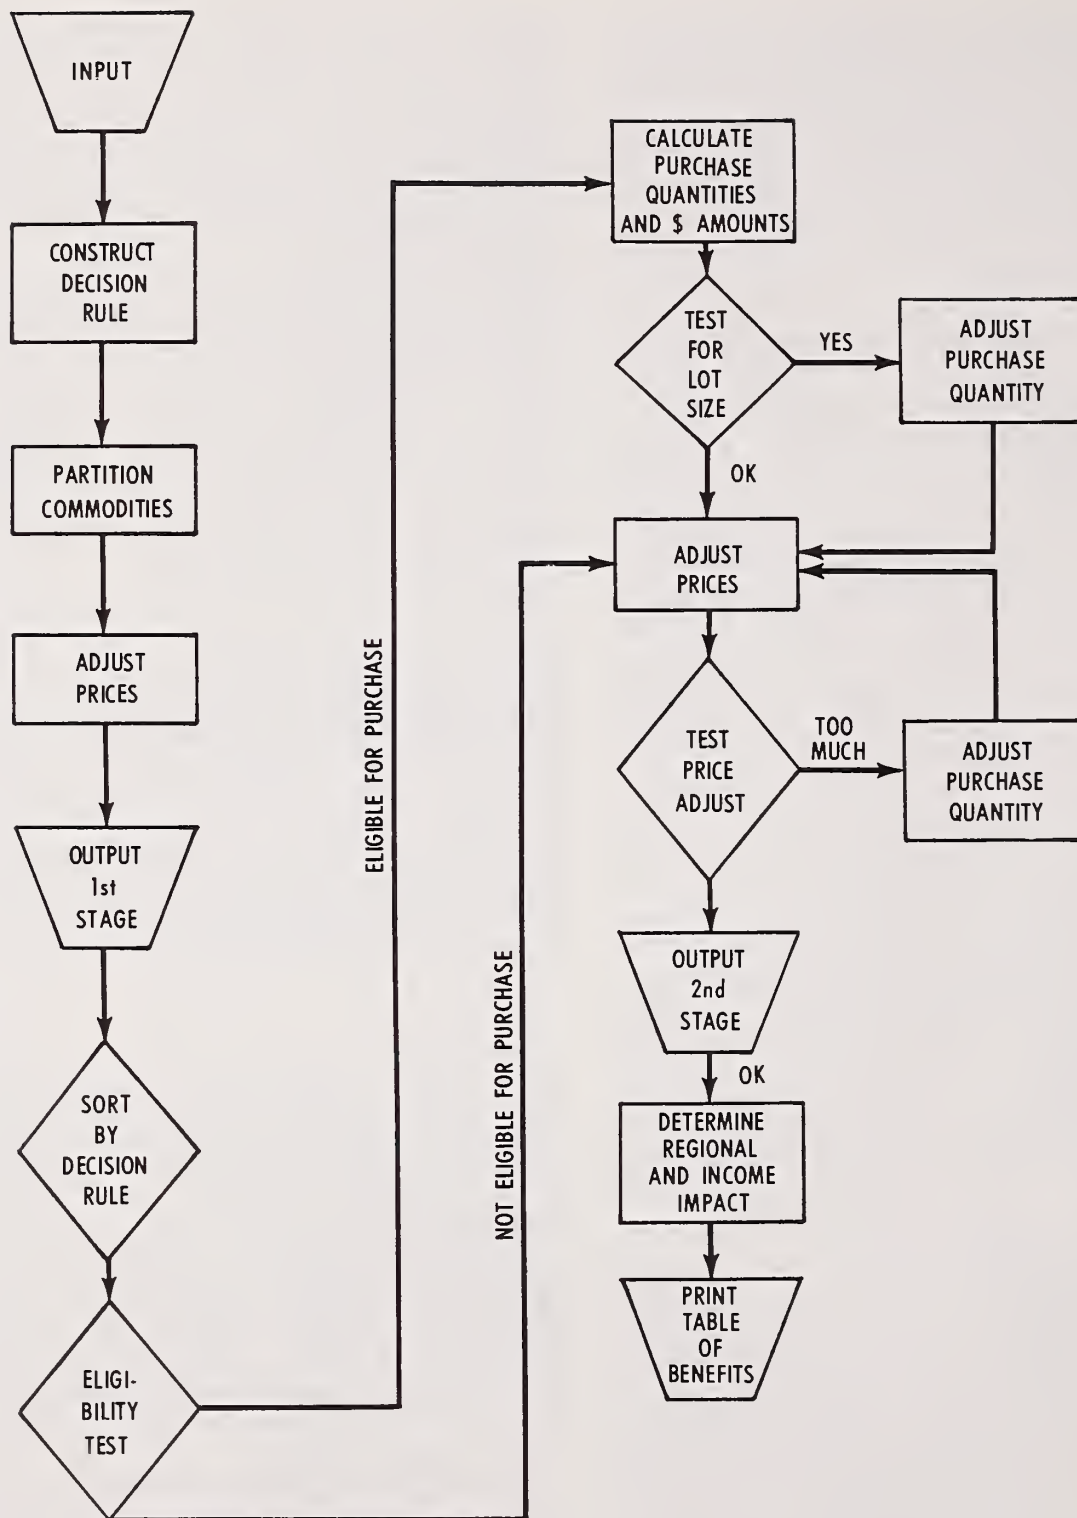 INPUT
CONSTRUCT
DECISION
RULE
PARTITION
COMMODITIES
ADJUST
PRICES
OUTPUT
1st
STAGE
SORT
BY
DECISION
RULE
ELIGI-
BILITY
TEST
ELIGIBLE FOR PURCHASE
NOT ELIGIBLE FOR PURCHASE
CALCULATE
PURCHASE
QUANTITIES
AND $ AMOUNTS
TEST
FOR
LOT
SIZE
YES
ADJUST
PURCHASE
QUANTITY
OK
ADJUST
PRICES
TEST
PRICE
ADJUST
TOO
MUCH
ADJUST
PURCHASE
QUANTITY
OUTPUT
2nd
STAGE
OK
DETERMINE
REGIONAL
AND INCOME
IMPACT
PRINT
TABLE
OF
BENEFITS